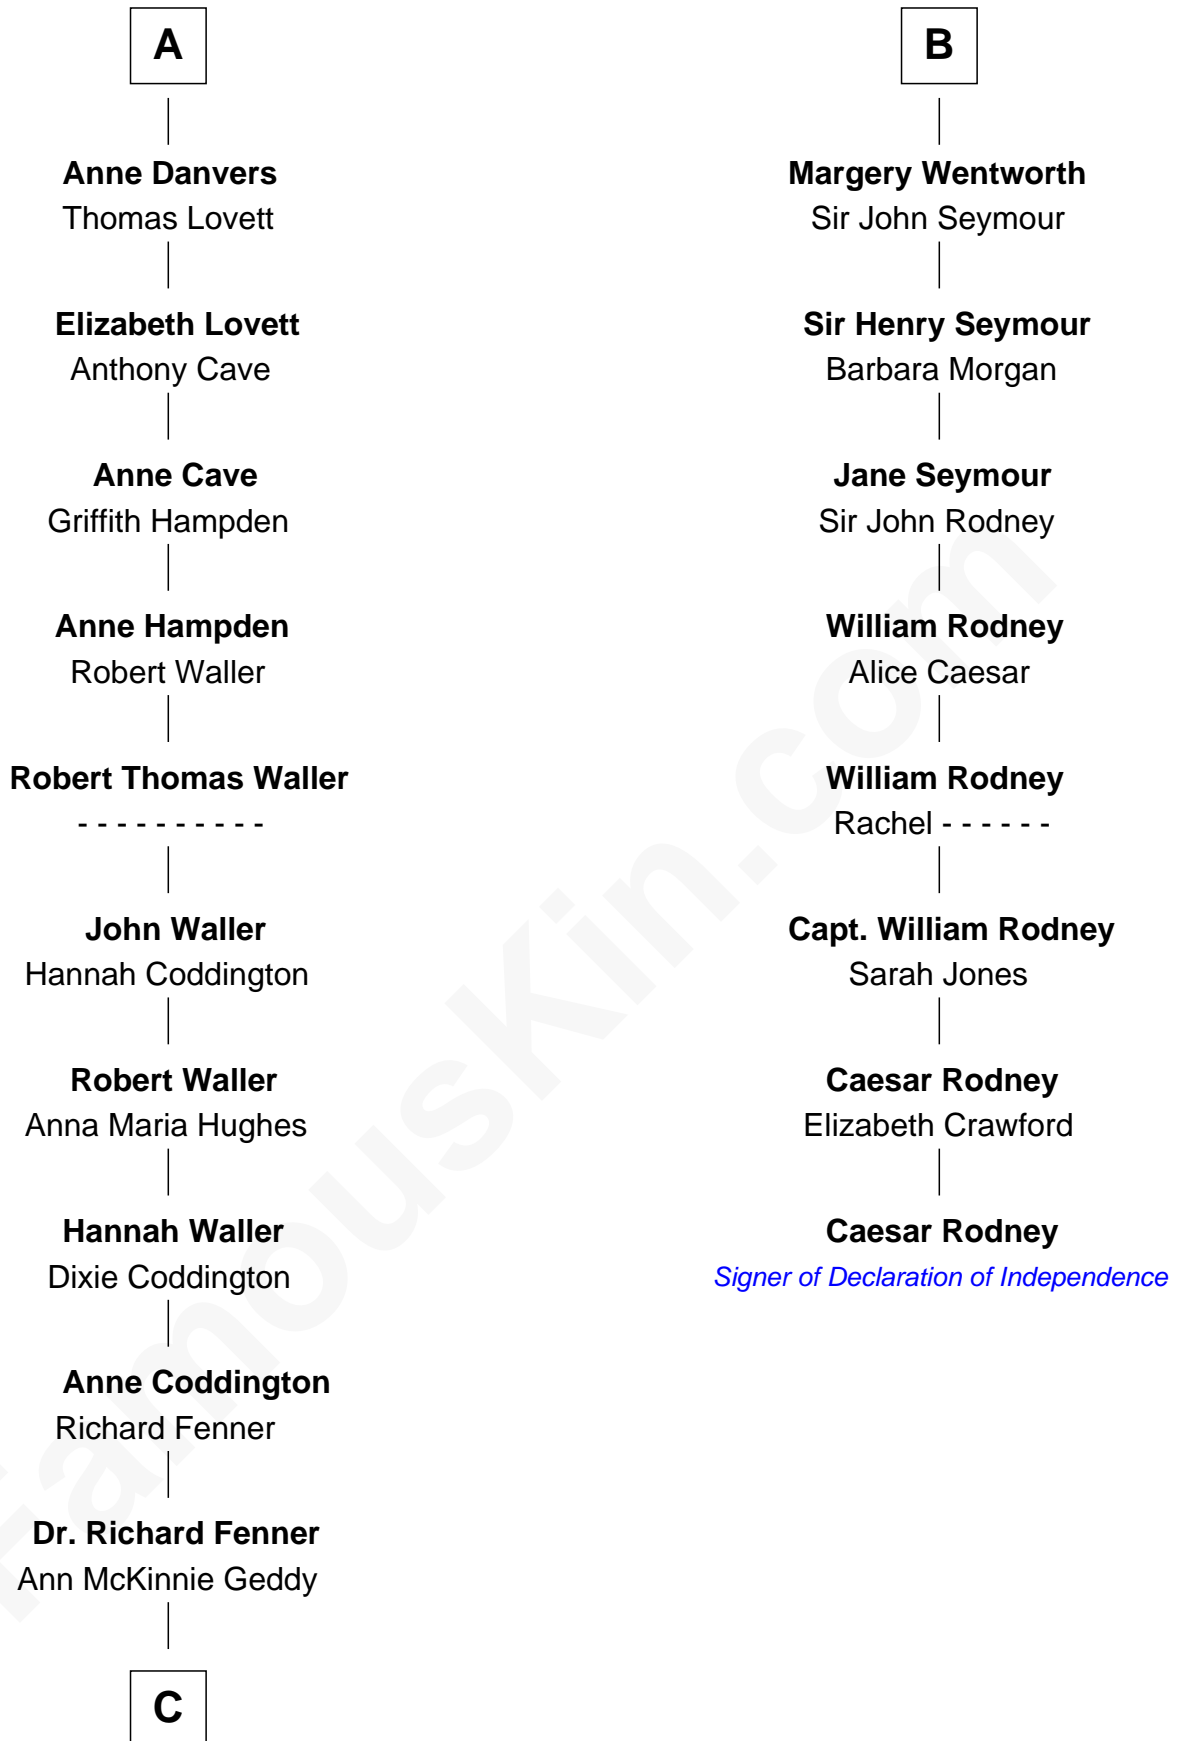 A
Anne Danvers
Thomas Lovett
Elizabeth Lovett
Anthony Cave
Anne Cave
Griffith Hampden
Anne Hampden
Robert Waller
Robert Thomas Waller
- - - - - - - - - -
John Waller
Hannah Coddington
Robert Waller
Anna Maria Hughes
Hannah Waller
Dixie Coddington
Anne Coddington
Richard Fenner
Dr. Richard Fenner
Ann McKinnie Geddy
C
B
Margery Wentworth
Sir John Seymour
Sir Henry Seymour
Barbara Morgan
Jane Seymour
Sir John Rodney
William Rodney
Alice Caesar
William Rodney
Rachel - - - - - -
Capt. William Rodney
Sarah Jones
Caesar Rodney
Elizabeth Crawford
Caesar Rodney
Signer of Declaration of Independence
FamousKin.com